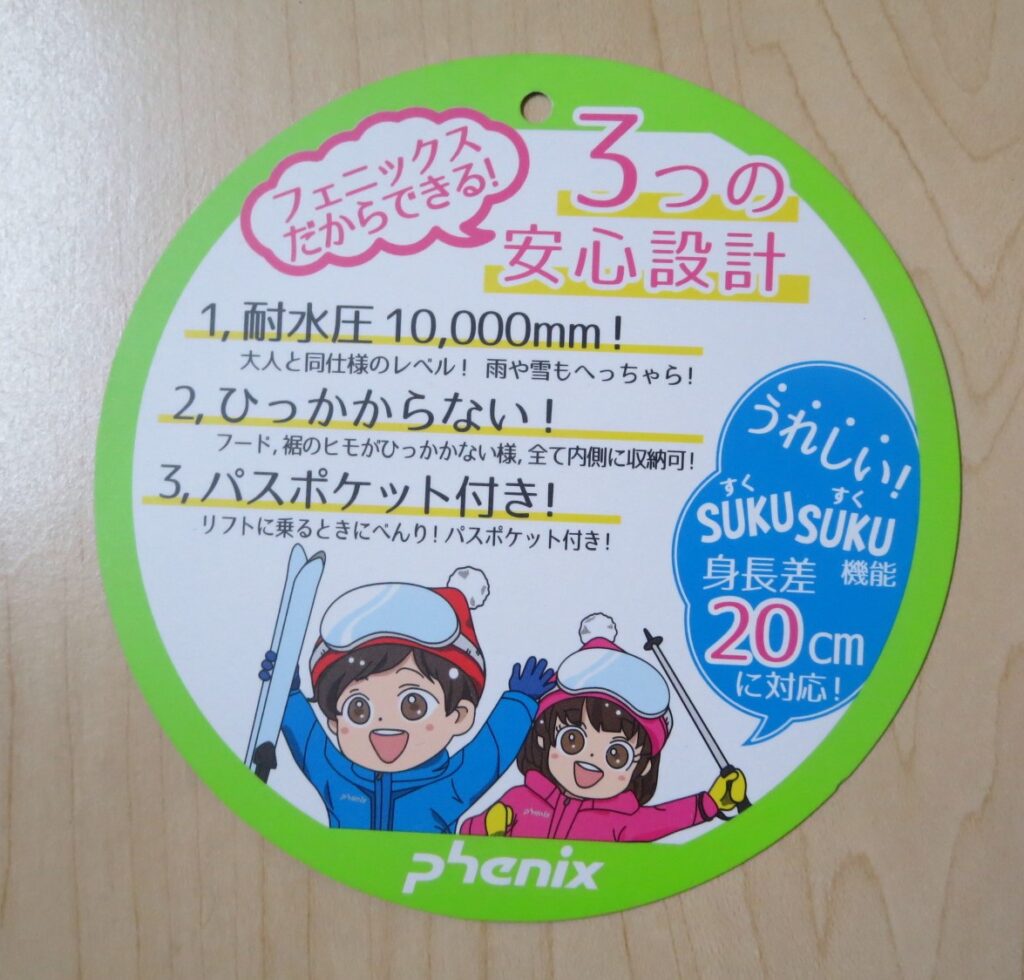 フェニックス
だからできる!
3つの
安心設計
1, 耐水圧 10,000mm!
大人と同仕様のレベル! 雨や雪もへっちゃら!
2, ひっかからない!
フード, 裾のヒモがひっかかない様, 全て内側に収納可!
3, パスポケット付き!
リフトに乗るときにべんり! パスポケット付き!
うれしい!
すく すく
SUKUSUKU
機能
身長差
20cm
に対応!
phenix
phenix
phenix